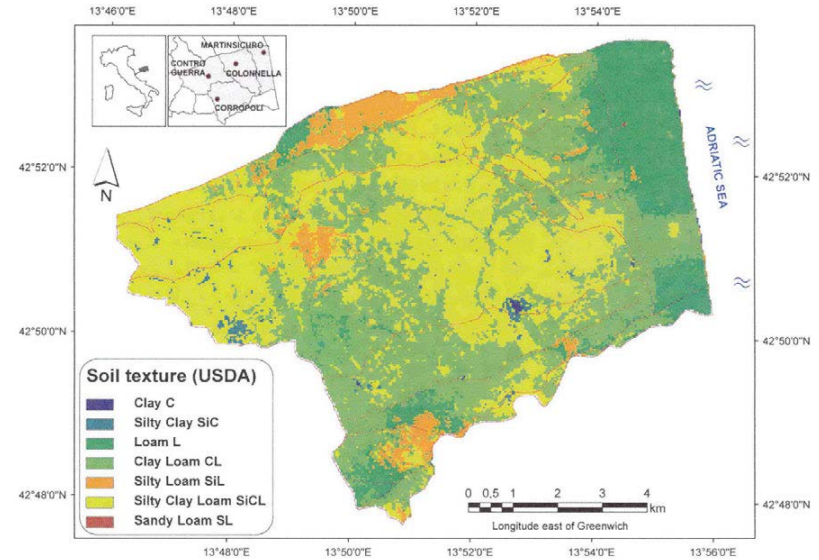 13°46'0"E 13°48'0"E 13°50'0"E 13°52'0"E 13°54'0"E
MARTINSICURO
CONTRO
GUERRA
COLONNELLA
CORROPOLI
ADRIATIC SEA
N
42°52'0"N
42°52'0"N
42°50'0"N
42°50'0"N
42°48'0"N
42°48'0"N
Soil texture (USDA)
Clay C
Silty Clay SiC
Loam L
Clay Loam CL
Silty Loam SiL
Silty Clay Loam SiCL
Sandy Loam SL
0 0,5 1 2 3 4
km
Longitude east of Greenwich
13°48'0"E 13°50'0"E 13°52'0"E 13°54'0"E 13°56'0"E